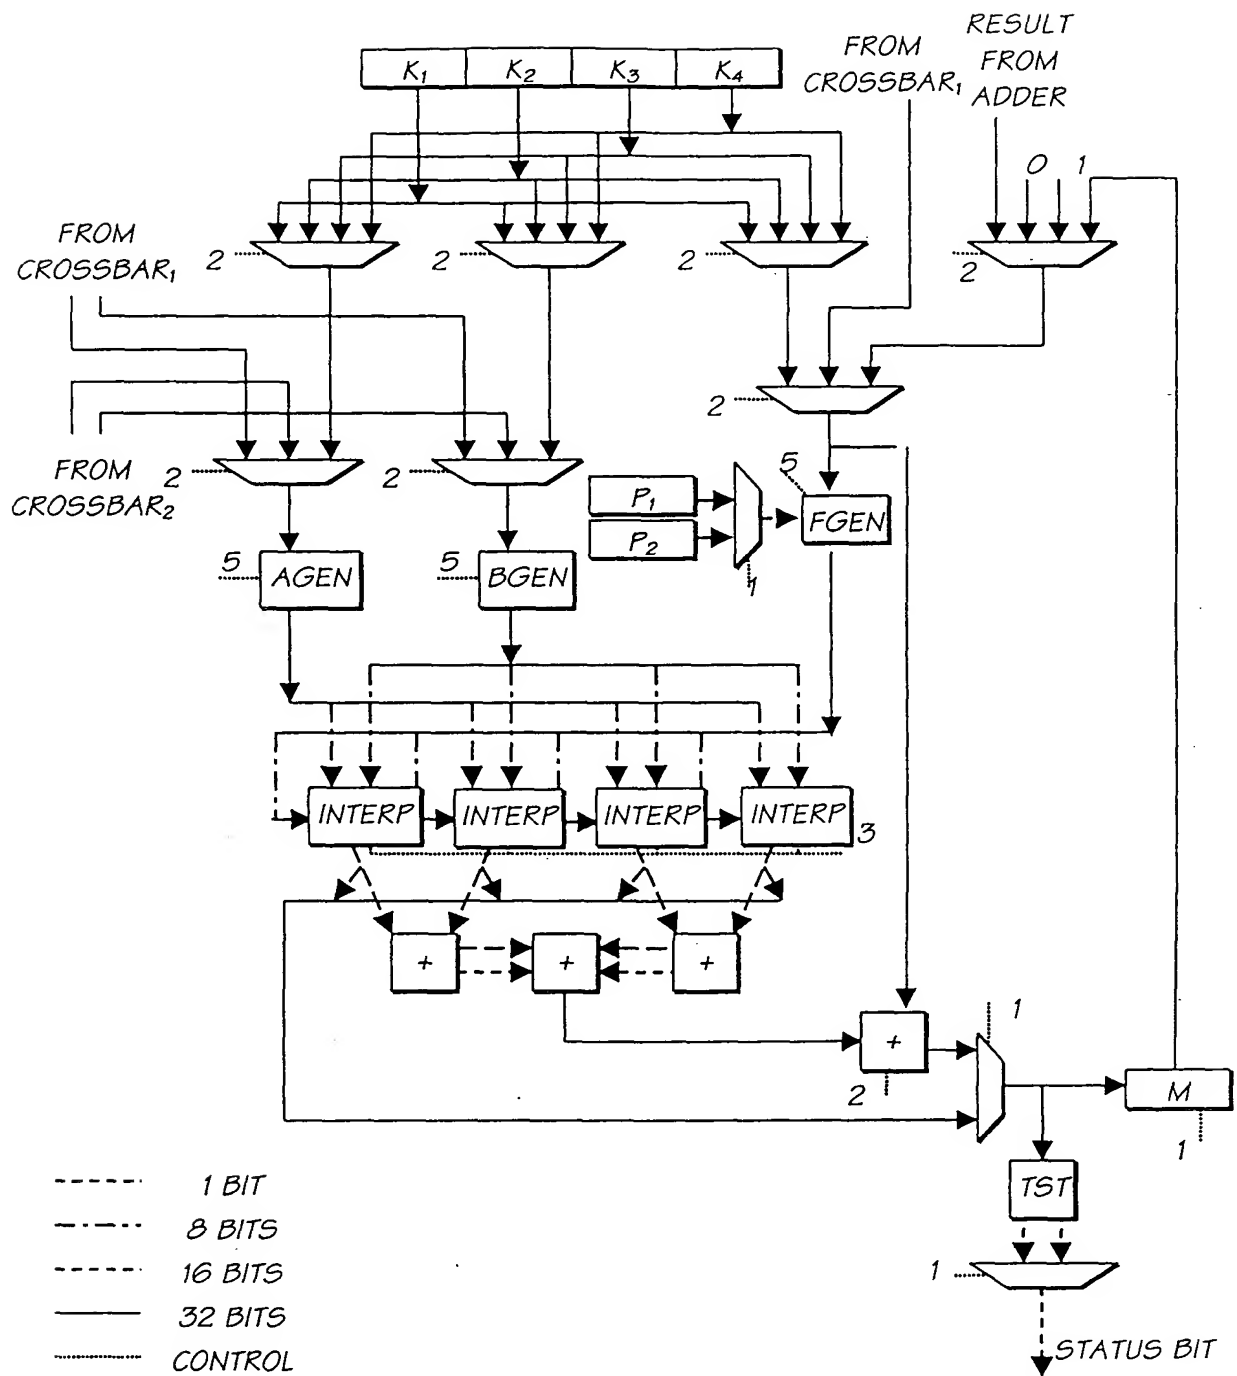 RESULT
FROM
ADDER
FROM
CROSSBAR1
K1 K2 K3 K4
0 1
FROM
CROSSBAR1
2 2 2 2
2
FROM
CROSSBAR2
2 2
P1
P2
1
5
FGEN
5
AGEN
5
BGEN
INTERP INTERP INTERP INTERP
3
+ + +
+
2
1
M
1
TST
1
STATUS BIT
1 BIT
8 BITS
16 BITS
32 BITS
CONTROL